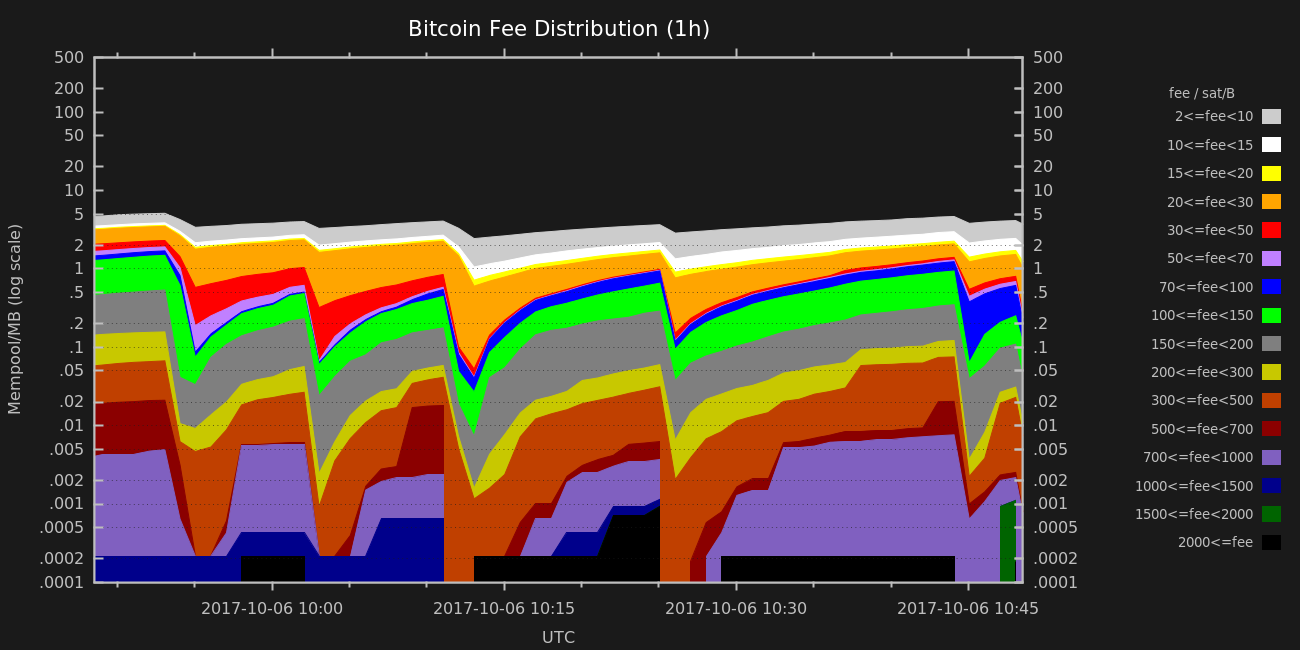 Bitcoin Fee Distribution (1h)
Mempool/MB (log scale)
500
200
100
50
20
10
5
2
1
.5
.2
.1
.05
.02
.01
.005
.002
.001
.0005
.0002
.0001
500
200
100
50
20
10
5
2
1
.5
.2
.1
.05
.02
.01
.005
.002
.001
.0005
.0002
.0001
fee / sat/B
2<=fee<10
10<=fee<15
15<=fee<20
20<=fee<30
30<=fee<50
50<=fee<70
70<=fee<100
100<=fee<150
150<=fee<200
200<=fee<300
300<=fee<500
500<=fee<700
700<=fee<1000
1000<=fee<1500
1500<=fee<2000
2000<=fee
2017-10-06 10:00
2017-10-06 10:15
2017-10-06 10:30
2017-10-06 10:45
UTC